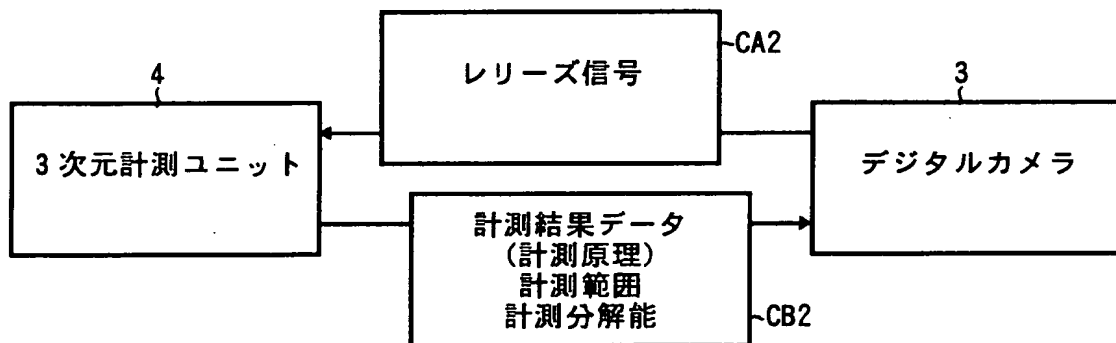 CA2
レリーズ信号
4
3次元計測ユニット
3
デジタルカメラ
計測結果データ
(計測原理)
計測範囲
計測分解能
CB2